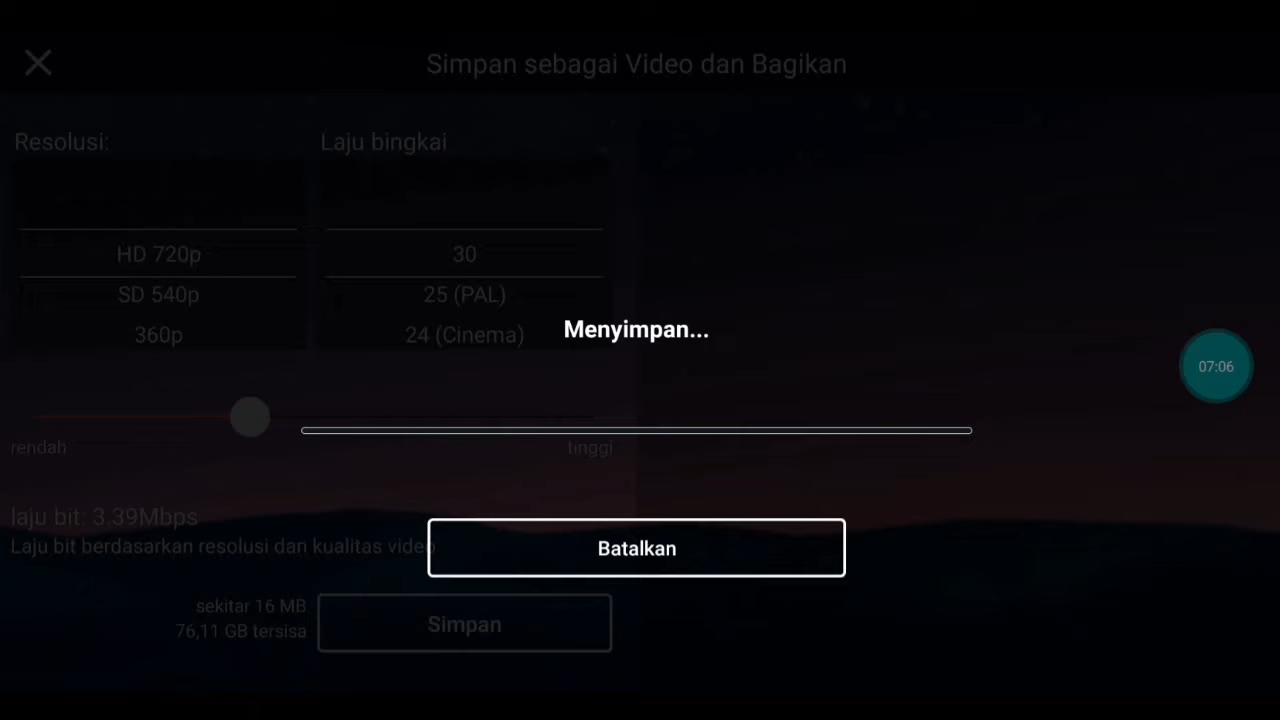 Simpan sebagai Video dan Bagikan
Resolusi:
Laju bingkai
HD 720p
30
SD 540p
25 (PAL)
360p
24 (Cinema)
Menyimpan...
07:06
rendah
tinggi
laju bit: 3.39Mbps
Laju bit berdasarkan resolusi dan kualitas video
Batalkan
sekitar 16 MB
76,11 GB tersisa
Simpan